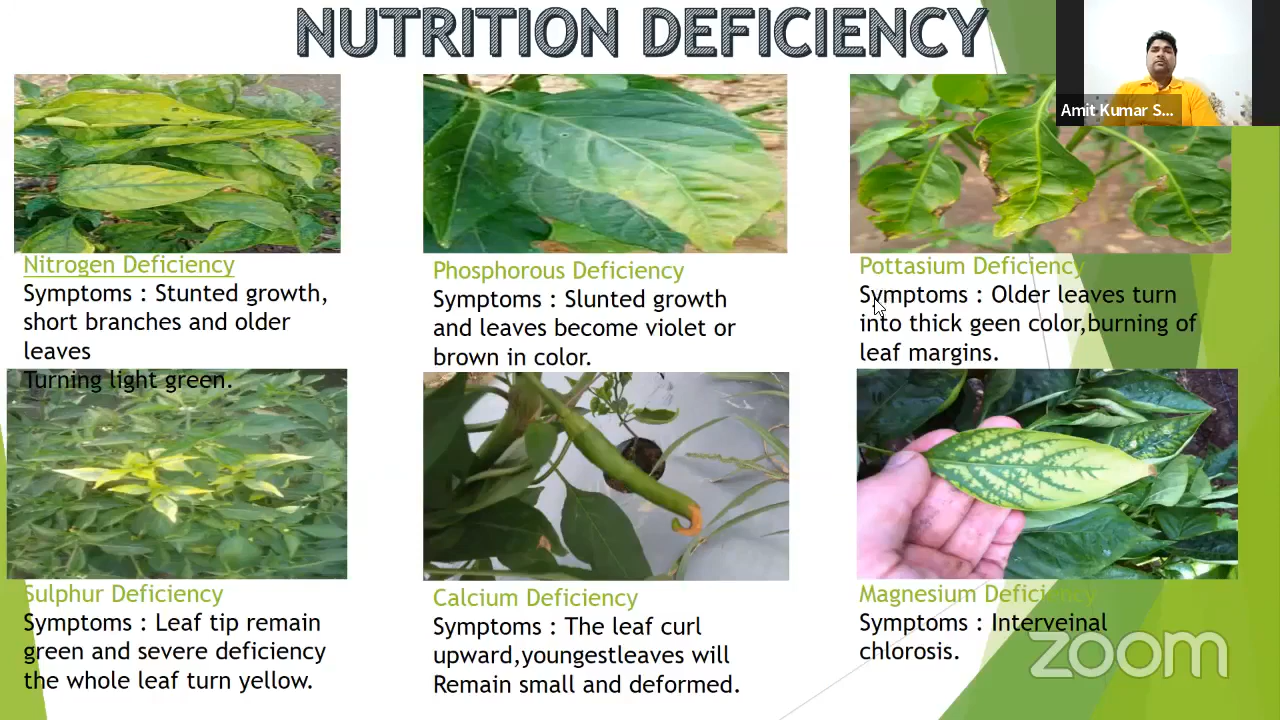 NUTRITION DEFICIENCY
Amit Kumar S...
Nitrogen Deficiency
Symptoms : Stunted growth,
short branches and older
leaves
Turning light green.
Phosphorous Deficiency
Symptoms : Slunted growth
and leaves become violet or
brown in color.
Pottasium Deficiency
Symptoms : Older leaves turn
into thick geen color,burning of
leaf margins.
Sulphur Deficiency
Symptoms : Leaf tip remain
green and severe deficiency
the whole leaf turn yellow.
Calcium Deficiency
Symptoms : The leaf curl
upward,youngestleaves will
Remain small and deformed.
Magnesium Deficiency
Symptoms : Interveinal
chlorosis.
zoom